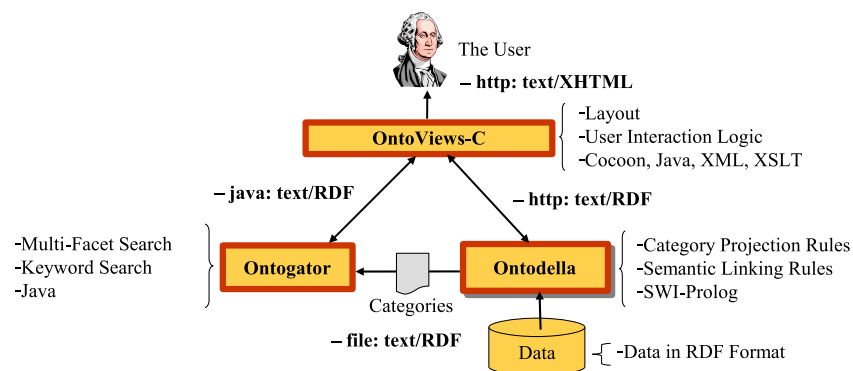 The User
– http: text/XHTML
OntoViews-C
-Layout
-User Interaction Logic
-Cocoon, Java, XML, XSLT
– java: text/RDF
– http: text/RDF
-Multi-Facet Search
-Keyword Search
-Java
Ontogator
Categories
Ontodella
-Category Projection Rules
-Semantic Linking Rules
-SWI-Prolog
– file: text/RDF
Data
-Data in RDF Format